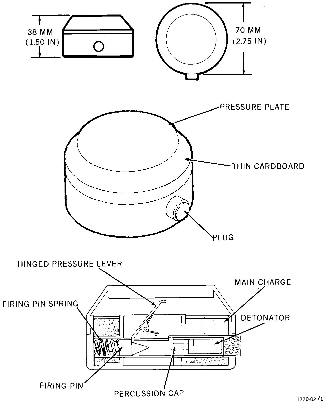 38 MM
(1.50 IN)
70 MM
(2.75 IN)
PRESSURE PLATE
THIN CARDBOARD
PLUG
HINGED PRESSURE LEVER
MAIN CHARGE
FIRING PIN SPRING
DETONATOR
FIRING PIN
PERCUSSION CAP